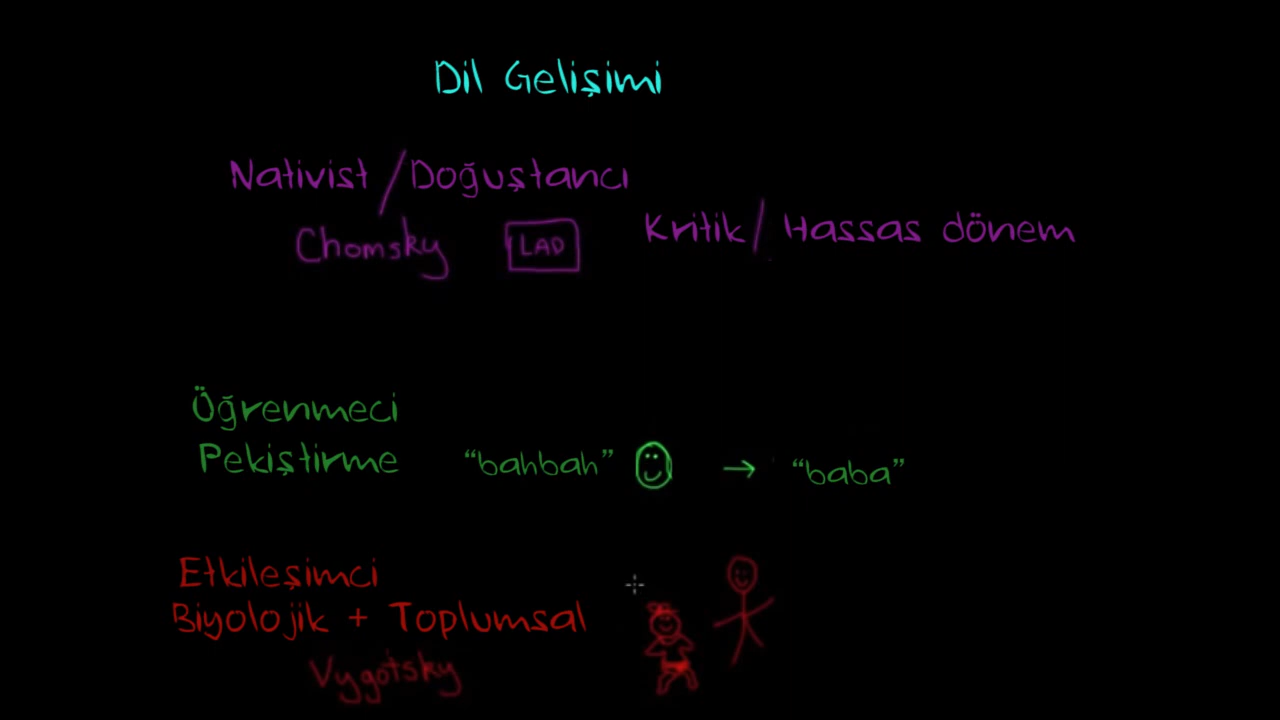 Dil Gelişimi
Nativist / Doğuştancı
Chomsky LAD Kritik / Hassas dönem
Öğrenmeci
Pekiştirme "bahbah" → "baba"
Etkileşimci
Biyolojik + Toplumsal
Vygotsky